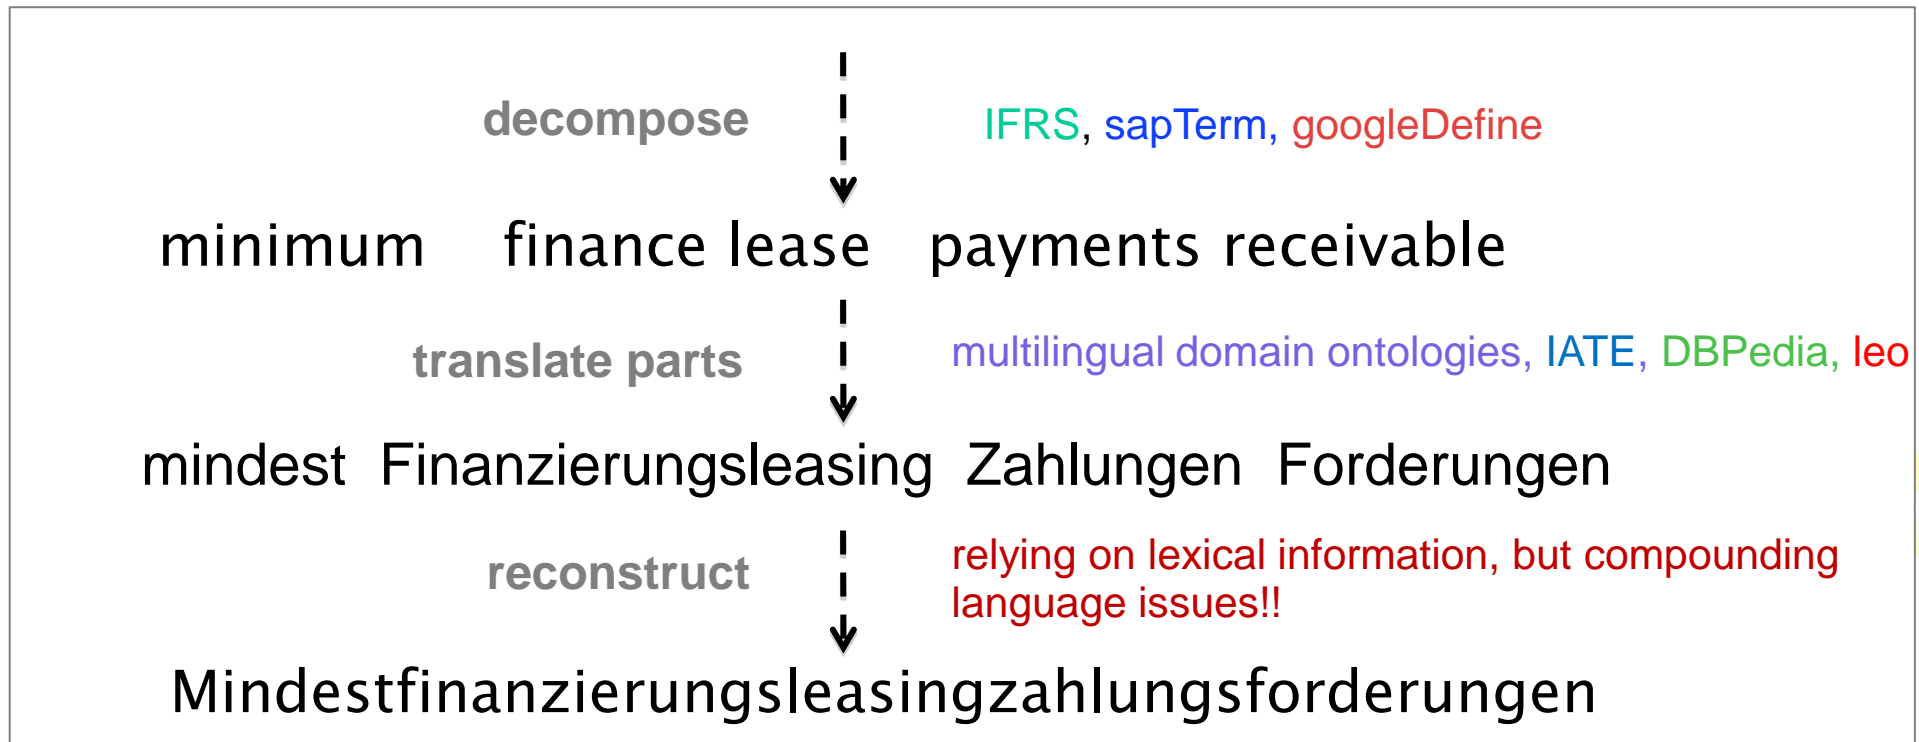 decompose IFRS, sapTerm, googleDefine
minimum finance lease payments receivable
translate parts multilingual domain ontologies, IATE, DBPedia, leo
mindest Finanzierungsleasing Zahlungen Forderungen
reconstruct relying on lexical information, but compounding
language issues!!
Mindestfinanzierungsleasingzahlungsforderungen